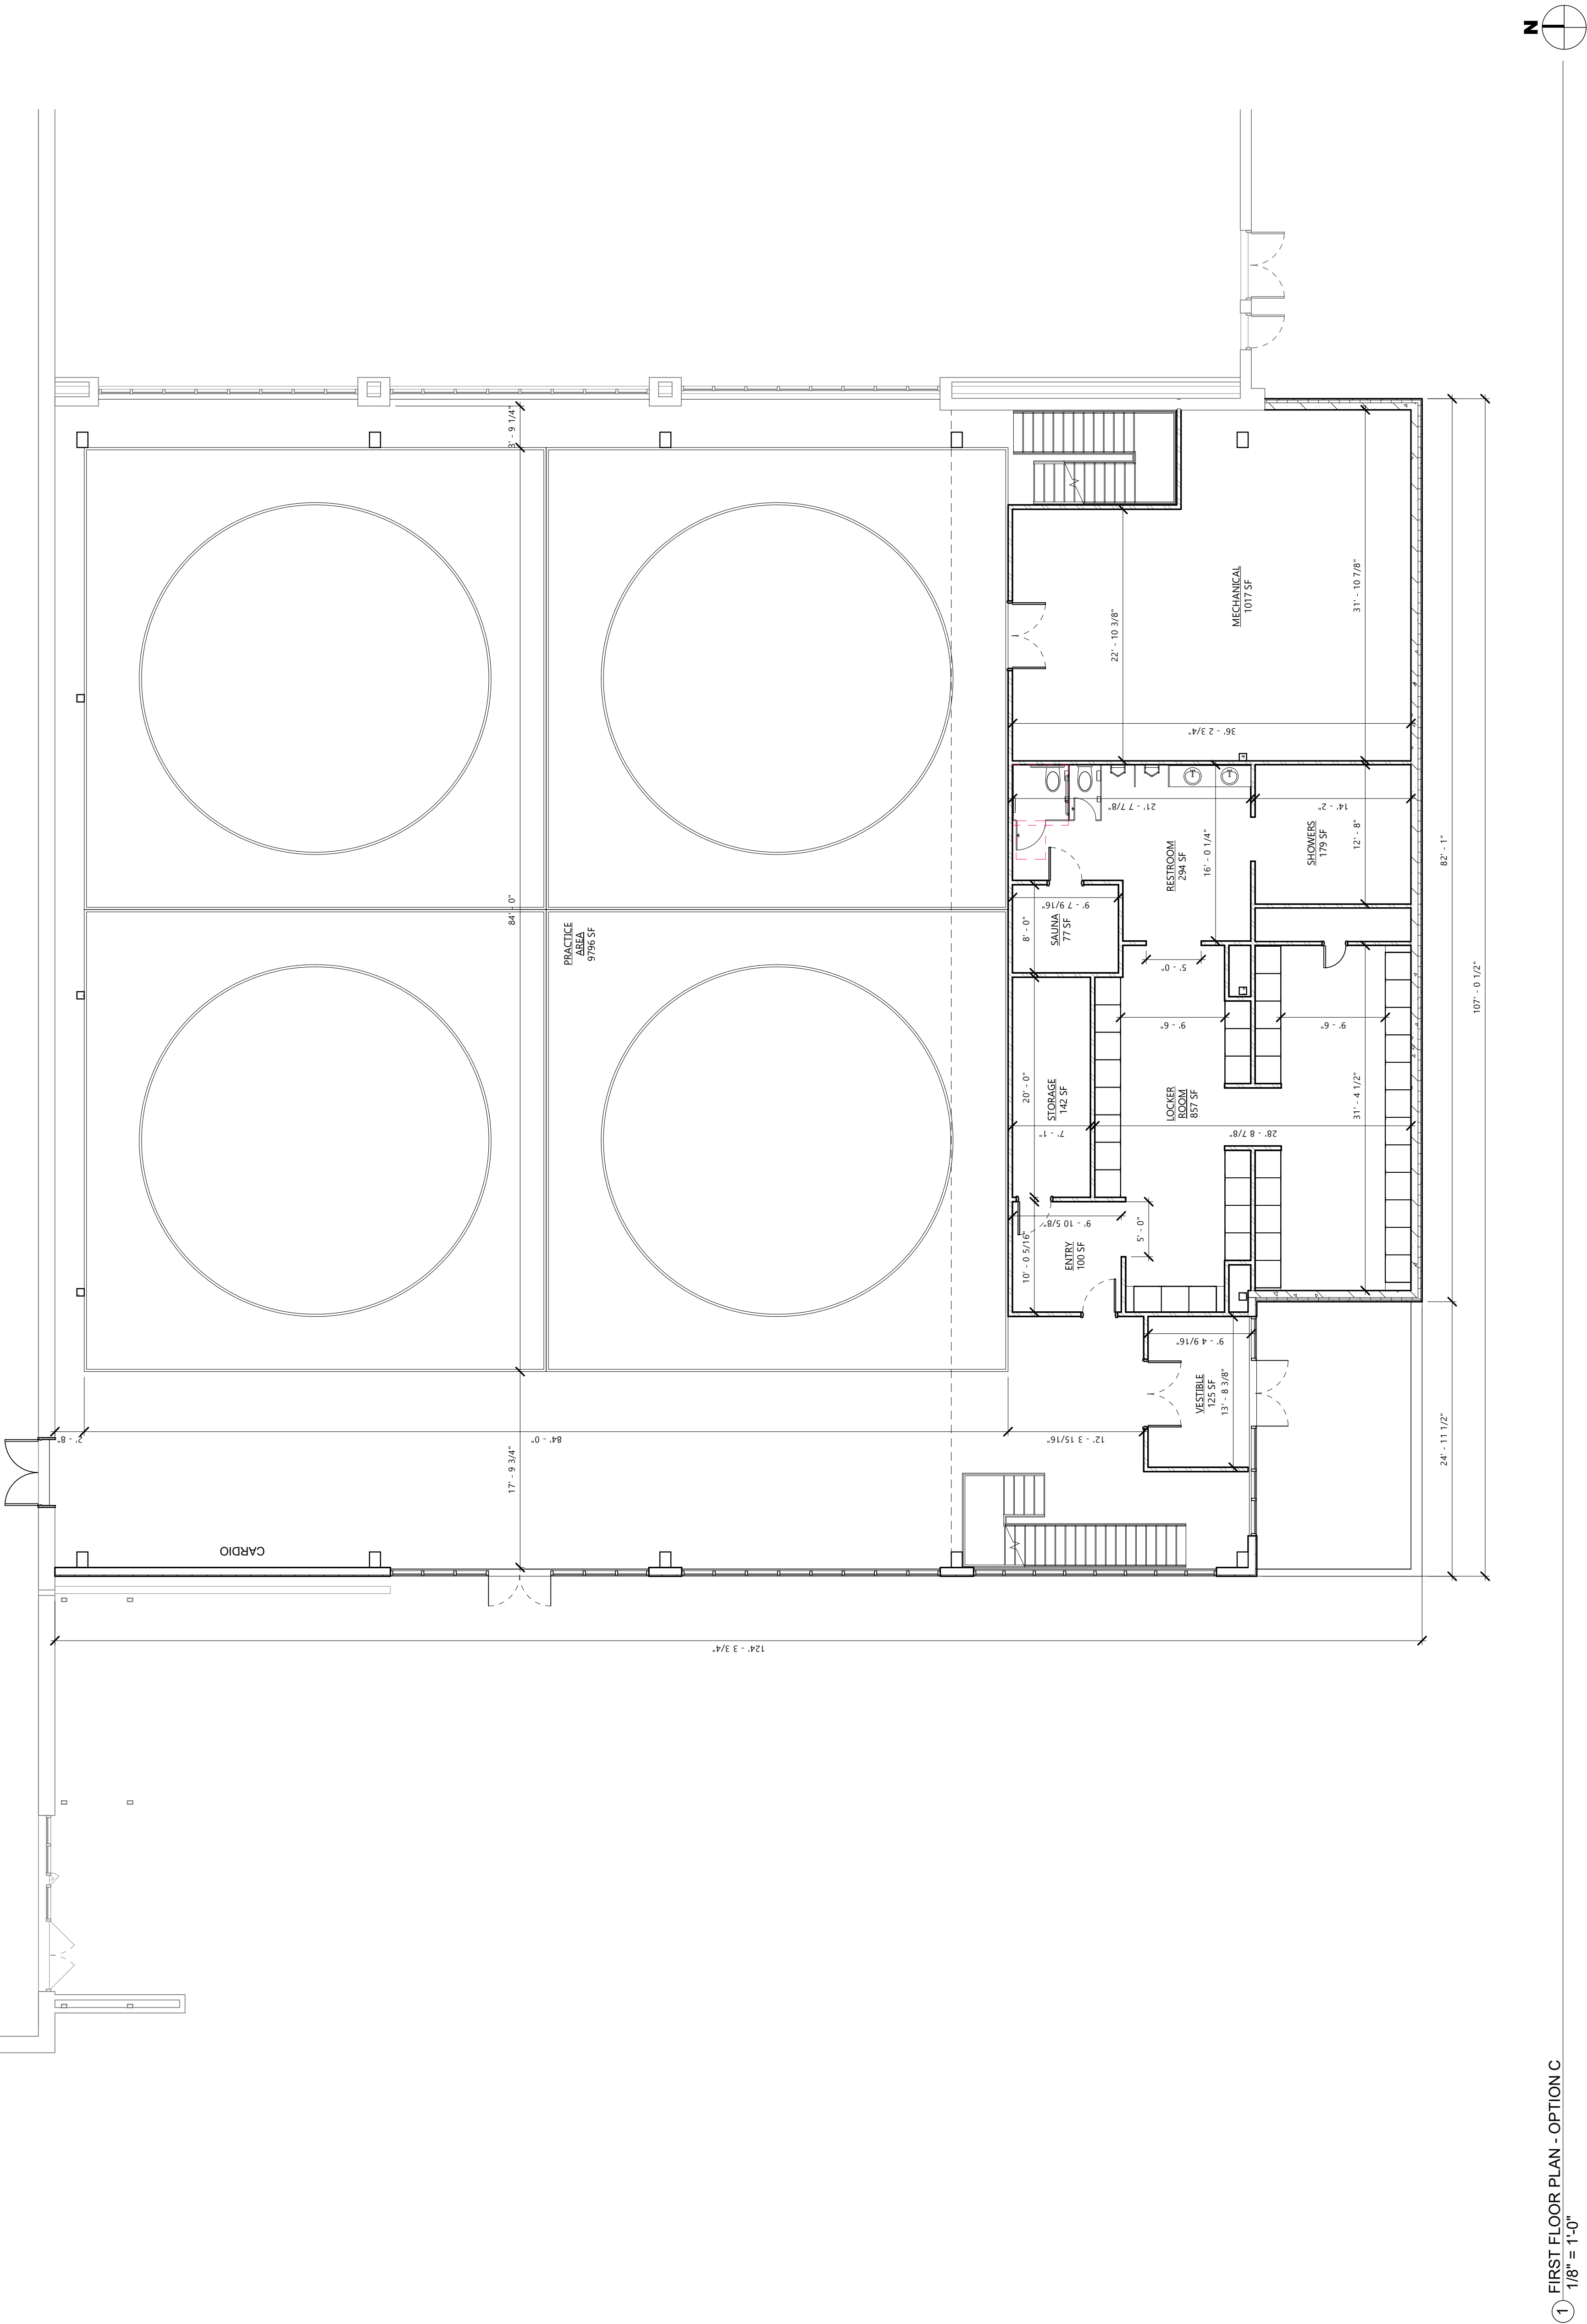 N
3' - 9 1/4"
MECHANICAL
1017 SF
31' - 10 7/8"
22' - 10 3/8"
36' - 2 3/4"
21' - 7 7/8"
14' - 2"
SHOWERS
179 SF
12' - 8"
RESTROOM
294 SF
16' - 0 1/4"
82' - 1"
9' - 7 9/16"
SAUNA
77 SF
8' - 0"
84' - 0"
PRACTICE
AREA
9796 SF
5' - 0"
107' - 0 1/2"
9' - 6"
9' - 6"
STORAGE
142 SF
20' - 0"
7' - 1"
LOCKER
ROOM
857 SF
31' - 4 1/2"
28' - 8 7/8"
9' - 10 5/8"
5' - 0"
ENTRY
100 SF
10' - 0 5/16"
9' - 4 9/16"
VESTIBLE
125 SF
13' - 8 3/8"
2' - 8"
84' - 0"
12' - 3 15/16"
24' - 11 1/2"
17' - 9 3/4"
CARDIO
124' - 3 3/4"
1
FIRST FLOOR PLAN - OPTION C
1/8" = 1'-0"